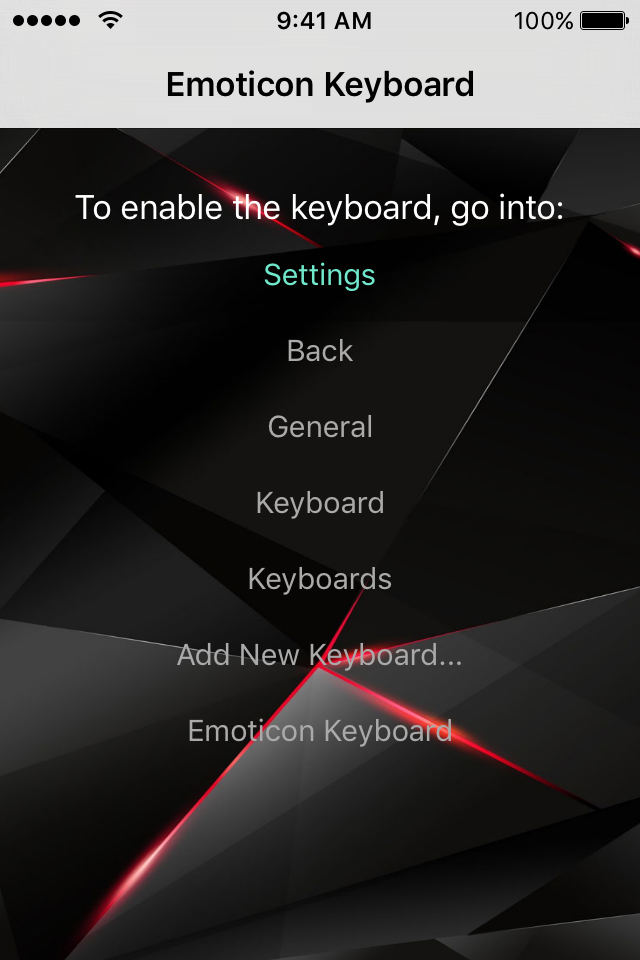 9:41 AM
100%
Emoticon Keyboard
To enable the keyboard, go into:
Settings
Back
General
Keyboard
Keyboards
Add New Keyboard...
Emoticon Keyboard